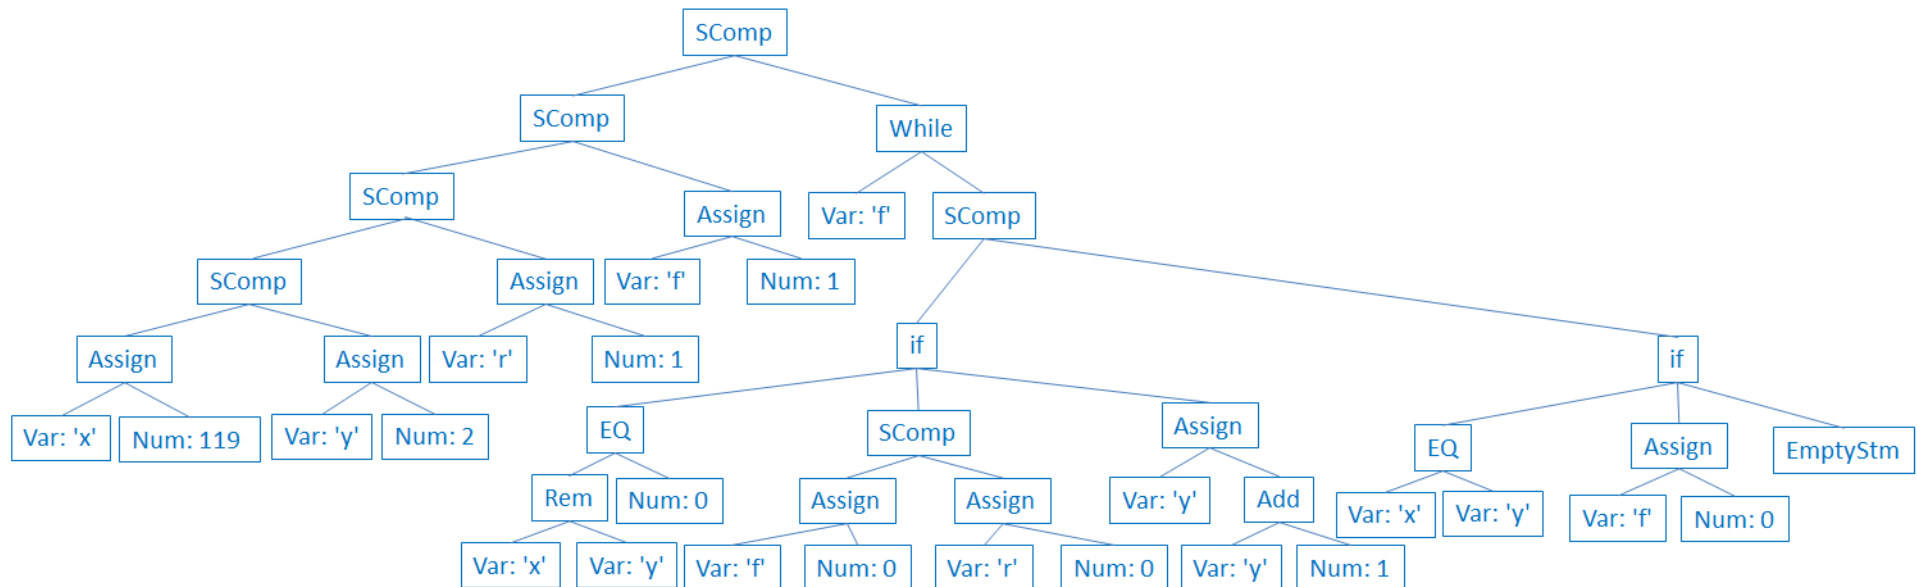 SComp
SComp
While
SComp
Assign
Var: 'f'
SComp
SComp
Assign
Var: 'f'
Num: 1
Assign
Assign
Var: 'r'
Num: 1
if
if
Var: 'x'
Num: 119
Var: 'y'
Num: 2
EQ
SComp
Assign
EQ
Assign
EmptyStm
Rem
Num: 0
Assign
Assign
Var: 'y'
Add
Var: 'x'
Var: 'y'
Var: 'f'
Num: 0
Var: 'x'
Var: 'y'
Var: 'f'
Num: 0
Var: 'r'
Num: 0
Var: 'y'
Num: 1